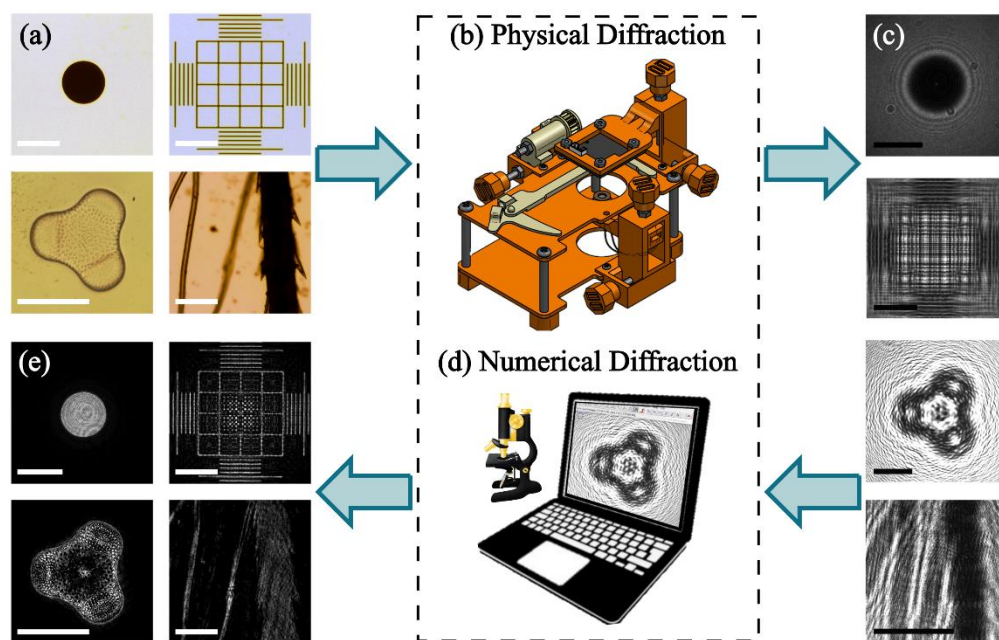 (a)
(b) Physical Diffraction
(c)
(e)
(d) Numerical Diffraction